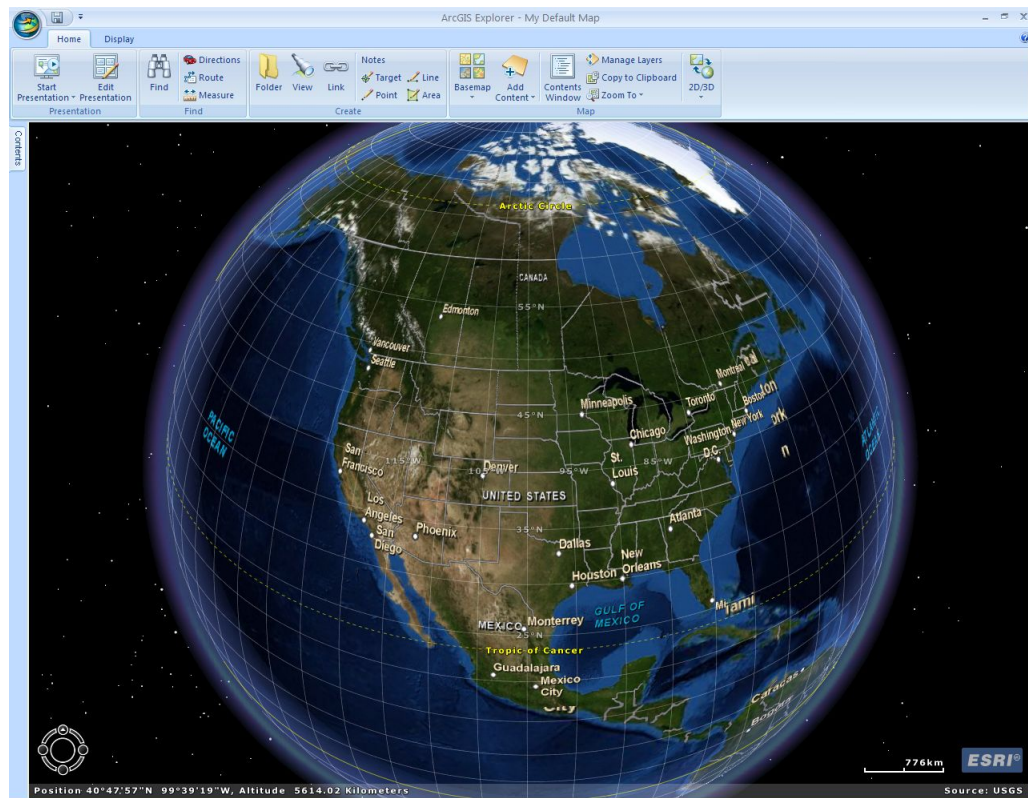 ArcGIS Explorer - My Default Map
Home Display
Start Presentation
Edit Presentation
Presentation
Find
Directions
Route
Measure
Find
Folder
View
Link
Notes
Target
Line
Point
Area
Create
Basemap
Add Content
Contents Window
Manage Layers
Copy to Clipboard
Zoom To
Map
2D/3D
Contents
Arctic Circle
CANADA
55°N
Edmonton
Vancouver
Seattle
Montreal
Minneapolis
Toronto
Boston
ton
45°N
New York
ork
Chicago
Washington
D.C.
n
PACIFIC
OCEAN
San
Francisco
115°W
105°W
Denver
95°W
St.
Louis
85°W
UNITED STATES
Los
Angeles
San
Diego
Phoenix
35°N
Atlanta
Dallas
New
Orleans
Houston
GULF OF
MEXICO
Miami
MEXICO
Monterrey
25°N
Tropic of Cancer
Guadalajara
Mexico
City
City
Caracas
Bogota
776km
ESRI®
Position 40°47'57"N 99°39'19"W, Altitude 5614.02 Kilometers
Source: USGS